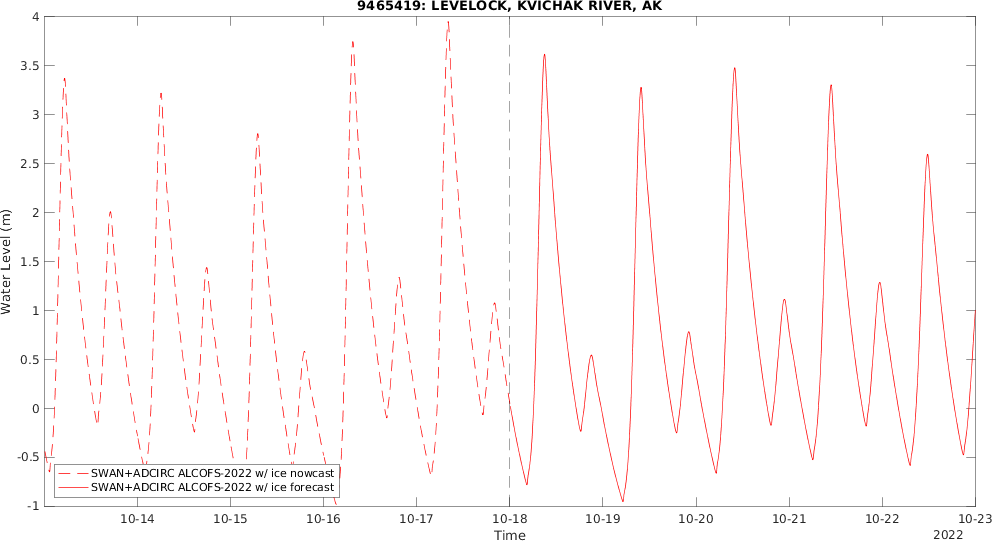 9465419: LEVELOCK, KVICHAK RIVER, AK
Water Level (m)
4
3.5
3
2.5
2
1.5
1
0.5
0
-0.5
-1
SWAN+ADCIRC ALCOFS-2022 w/ ice nowcast
SWAN+ADCIRC ALCOFS-2022 w/ ice forecast
10-14 10-15 10-16 10-17 10-18 10-19 10-20 10-21 10-22 10-23
Time
2022